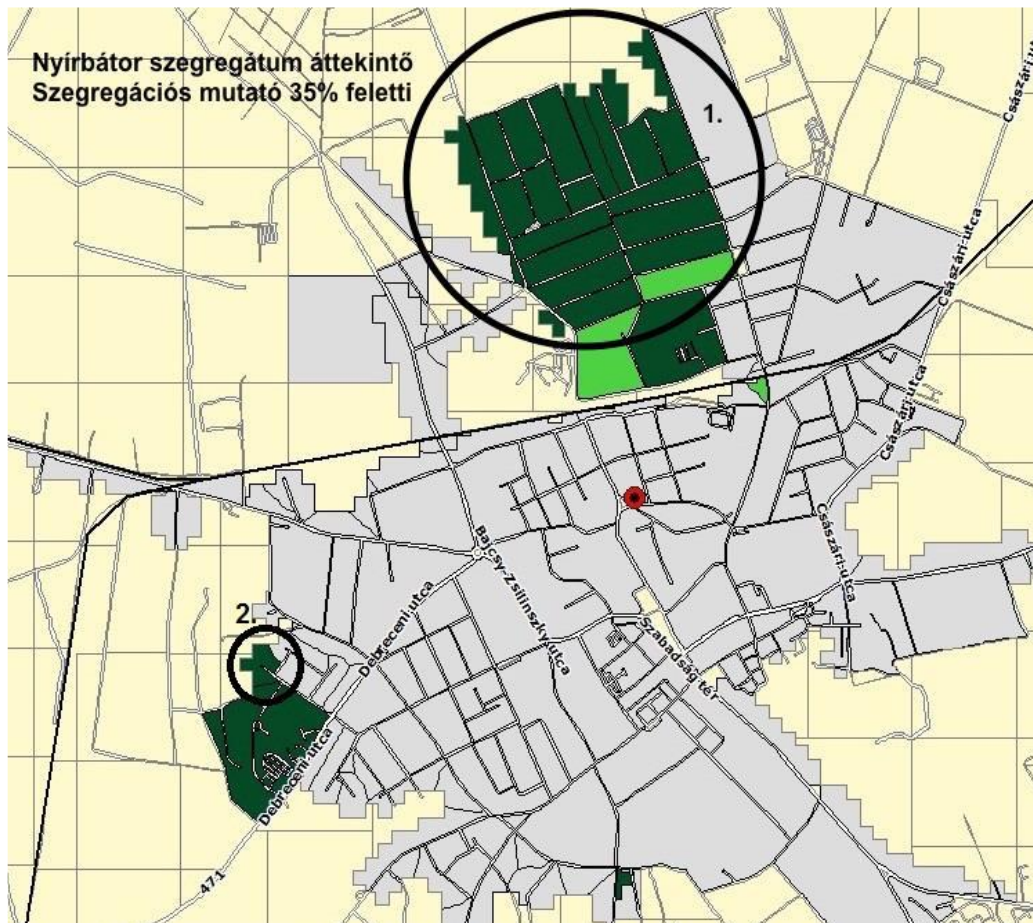 Nyírbátor szegregátum áttekintő
Szegregációs mutató 35% feletti
1.
Császári utca
Császári-utca
Császári-utca
Császári-utca
Bajcsy-Zsilinszky utca
Debreceni utca
Szabadság tér
2.
Debreceni-utca
471